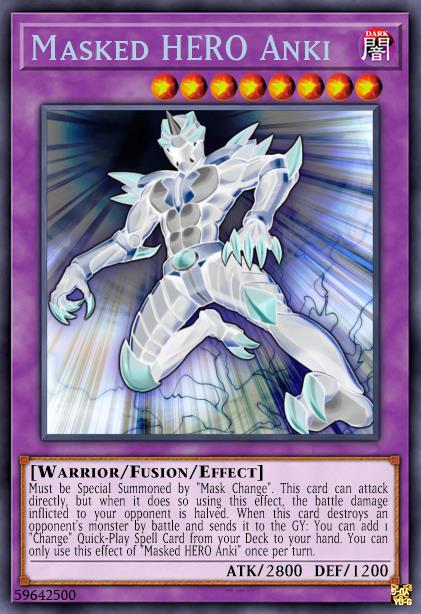 MASKED HERO ANKI
DARK
闇
[WARRIOR/FUSION/EFFECT]
Must be Special Summoned by "Mask Change". This card can attack
directly, but when it does so using this effect, the battle damage
inflicted to your opponent is halved. When this card destroys an
opponent's monster by battle and sends it to the GY: You can add 1
"Change" Quick-Play Spell Card from your Deck to your hand. You can
only use this effect of "Masked HERO Anki" once per turn.
ATK/2800 DEF/1200
59642500